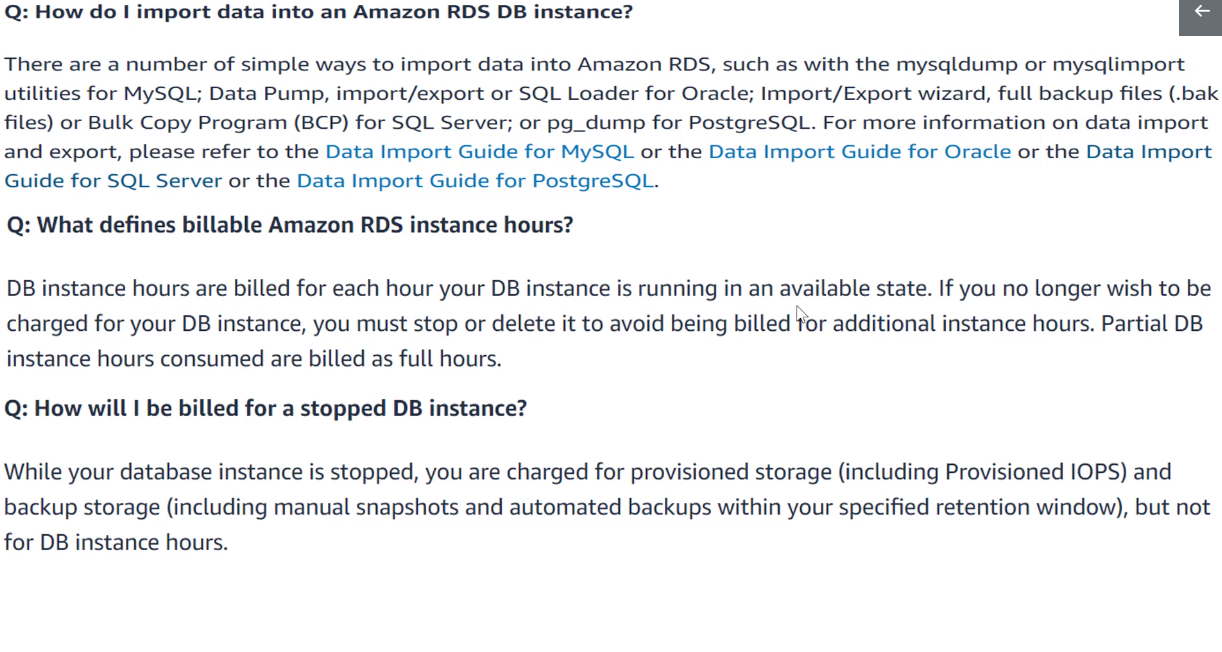 Q: How do I import data into an Amazon RDS DB instance?
There are a number of simple ways to import data into Amazon RDS, such as with the mysqldump or mysqlimport
utilities for MySQL; Data Pump, import/export or SQL Loader for Oracle; Import/Export wizard, full backup files (.bak
files) or Bulk Copy Program (BCP) for SQL Server; or pg_dump for PostgreSQL. For more information on data import
and export, please refer to the Data Import Guide for MySQL or the Data Import Guide for Oracle or the Data Import
Guide for SQL Server or the Data Import Guide for PostgreSQL.
Q: What defines billable Amazon RDS instance hours?
DB instance hours are billed for each hour your DB instance is running in an available state. If you no longer wish to be
charged for your DB instance, you must stop or delete it to avoid being billed for additional instance hours. Partial DB
instance hours consumed are billed as full hours.
Q: How will I be billed for a stopped DB instance?
While your database instance is stopped, you are charged for provisioned storage (including Provisioned IOPS) and
backup storage (including manual snapshots and automated backups within your specified retention window), but not
for DB instance hours.